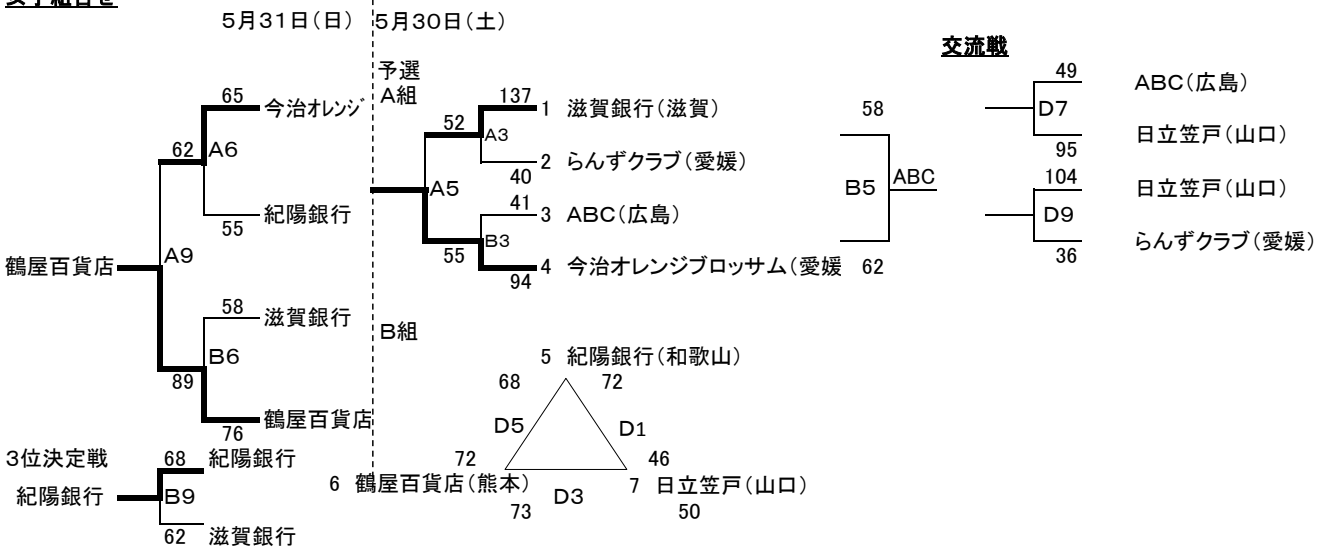 5月31日(日) 5月30日(土)
交流戦
予選
A組
65
今治オレンジ
137
1 滋賀銀行(滋賀)
58
49
ABC(広島)
D7
52
A3
62
A6
2 らんずクラブ(愛媛)
40
日立笠戸(山口)
95
A5
B5
ABC
104
日立笠戸(山口)
41
3 ABC(広島)
D9
紀陽銀行
55
B3
55
らんずクラブ(愛媛)
36
A9
鶴屋百貨店
4 今治オレンジブロッサム(愛媛
94
62
58
滋賀銀行
B組
B6
89
5 紀陽銀行(和歌山)
68
72
鶴屋百貨店
76
D5
D1
3位決定戦
68
紀陽銀行
72
46
紀陽銀行
B9
6 鶴屋百貨店(熊本)
D3
7 日立笠戸(山口)
73
50
62
滋賀銀行